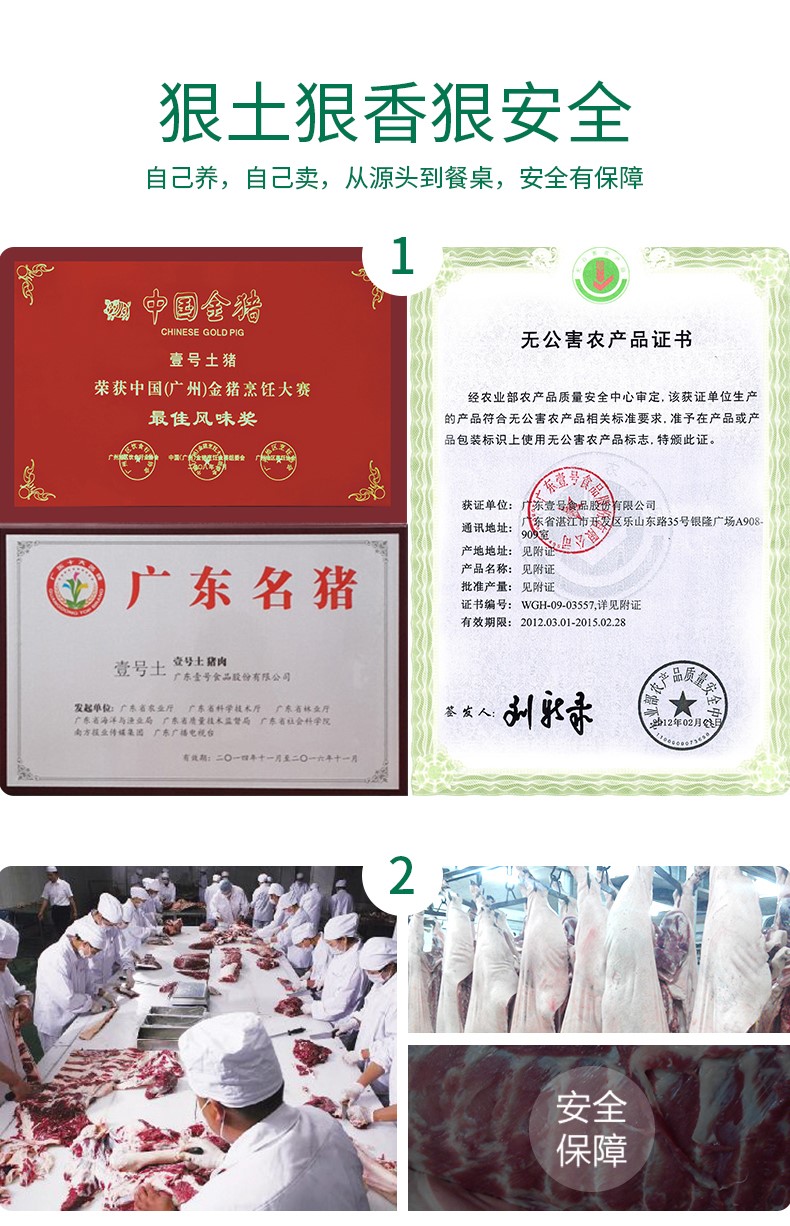 狠土狠香狠安全
自己养，自己卖，从源头到餐桌，安全有保障
1
中国金猪
CHINESE GOLD PIG
壹号土猪
荣获中国(广州)金猪烹饪大赛
最佳风味奖
广东名猪
壹号土 壹号土猪肉
广东壹号食品股份有限公司
发起单位: 广东省农业厅 广东省科学技术厅 广东省林业厅
广东省海洋与渔业局 广东省质量技术监督局 广东省社会科学院
南方报业传媒集团 广东广播电视台
有效期: 二〇一四年十一月至二〇一六年十一月
无公害农产品证书
经农业部农产品质量安全中心审定, 该获证单位生产
的产品符合无公害农产品相关标准要求, 准予在产品或产
品包装标识上使用无公害农产品标志, 特颁此证。
获证单位: 广东壹号食品股份有限公司
通讯地址: 广东省湛江市开发区乐山东路35号银隆广场A908-
909室
产地地址: 见附证
产品名称: 见附证
批准产量: 见附证
证书编号: WGH-09-03557,详见附证
有效期限: 2012.03.01-2015.02.28
签发人:
2
安全
保障